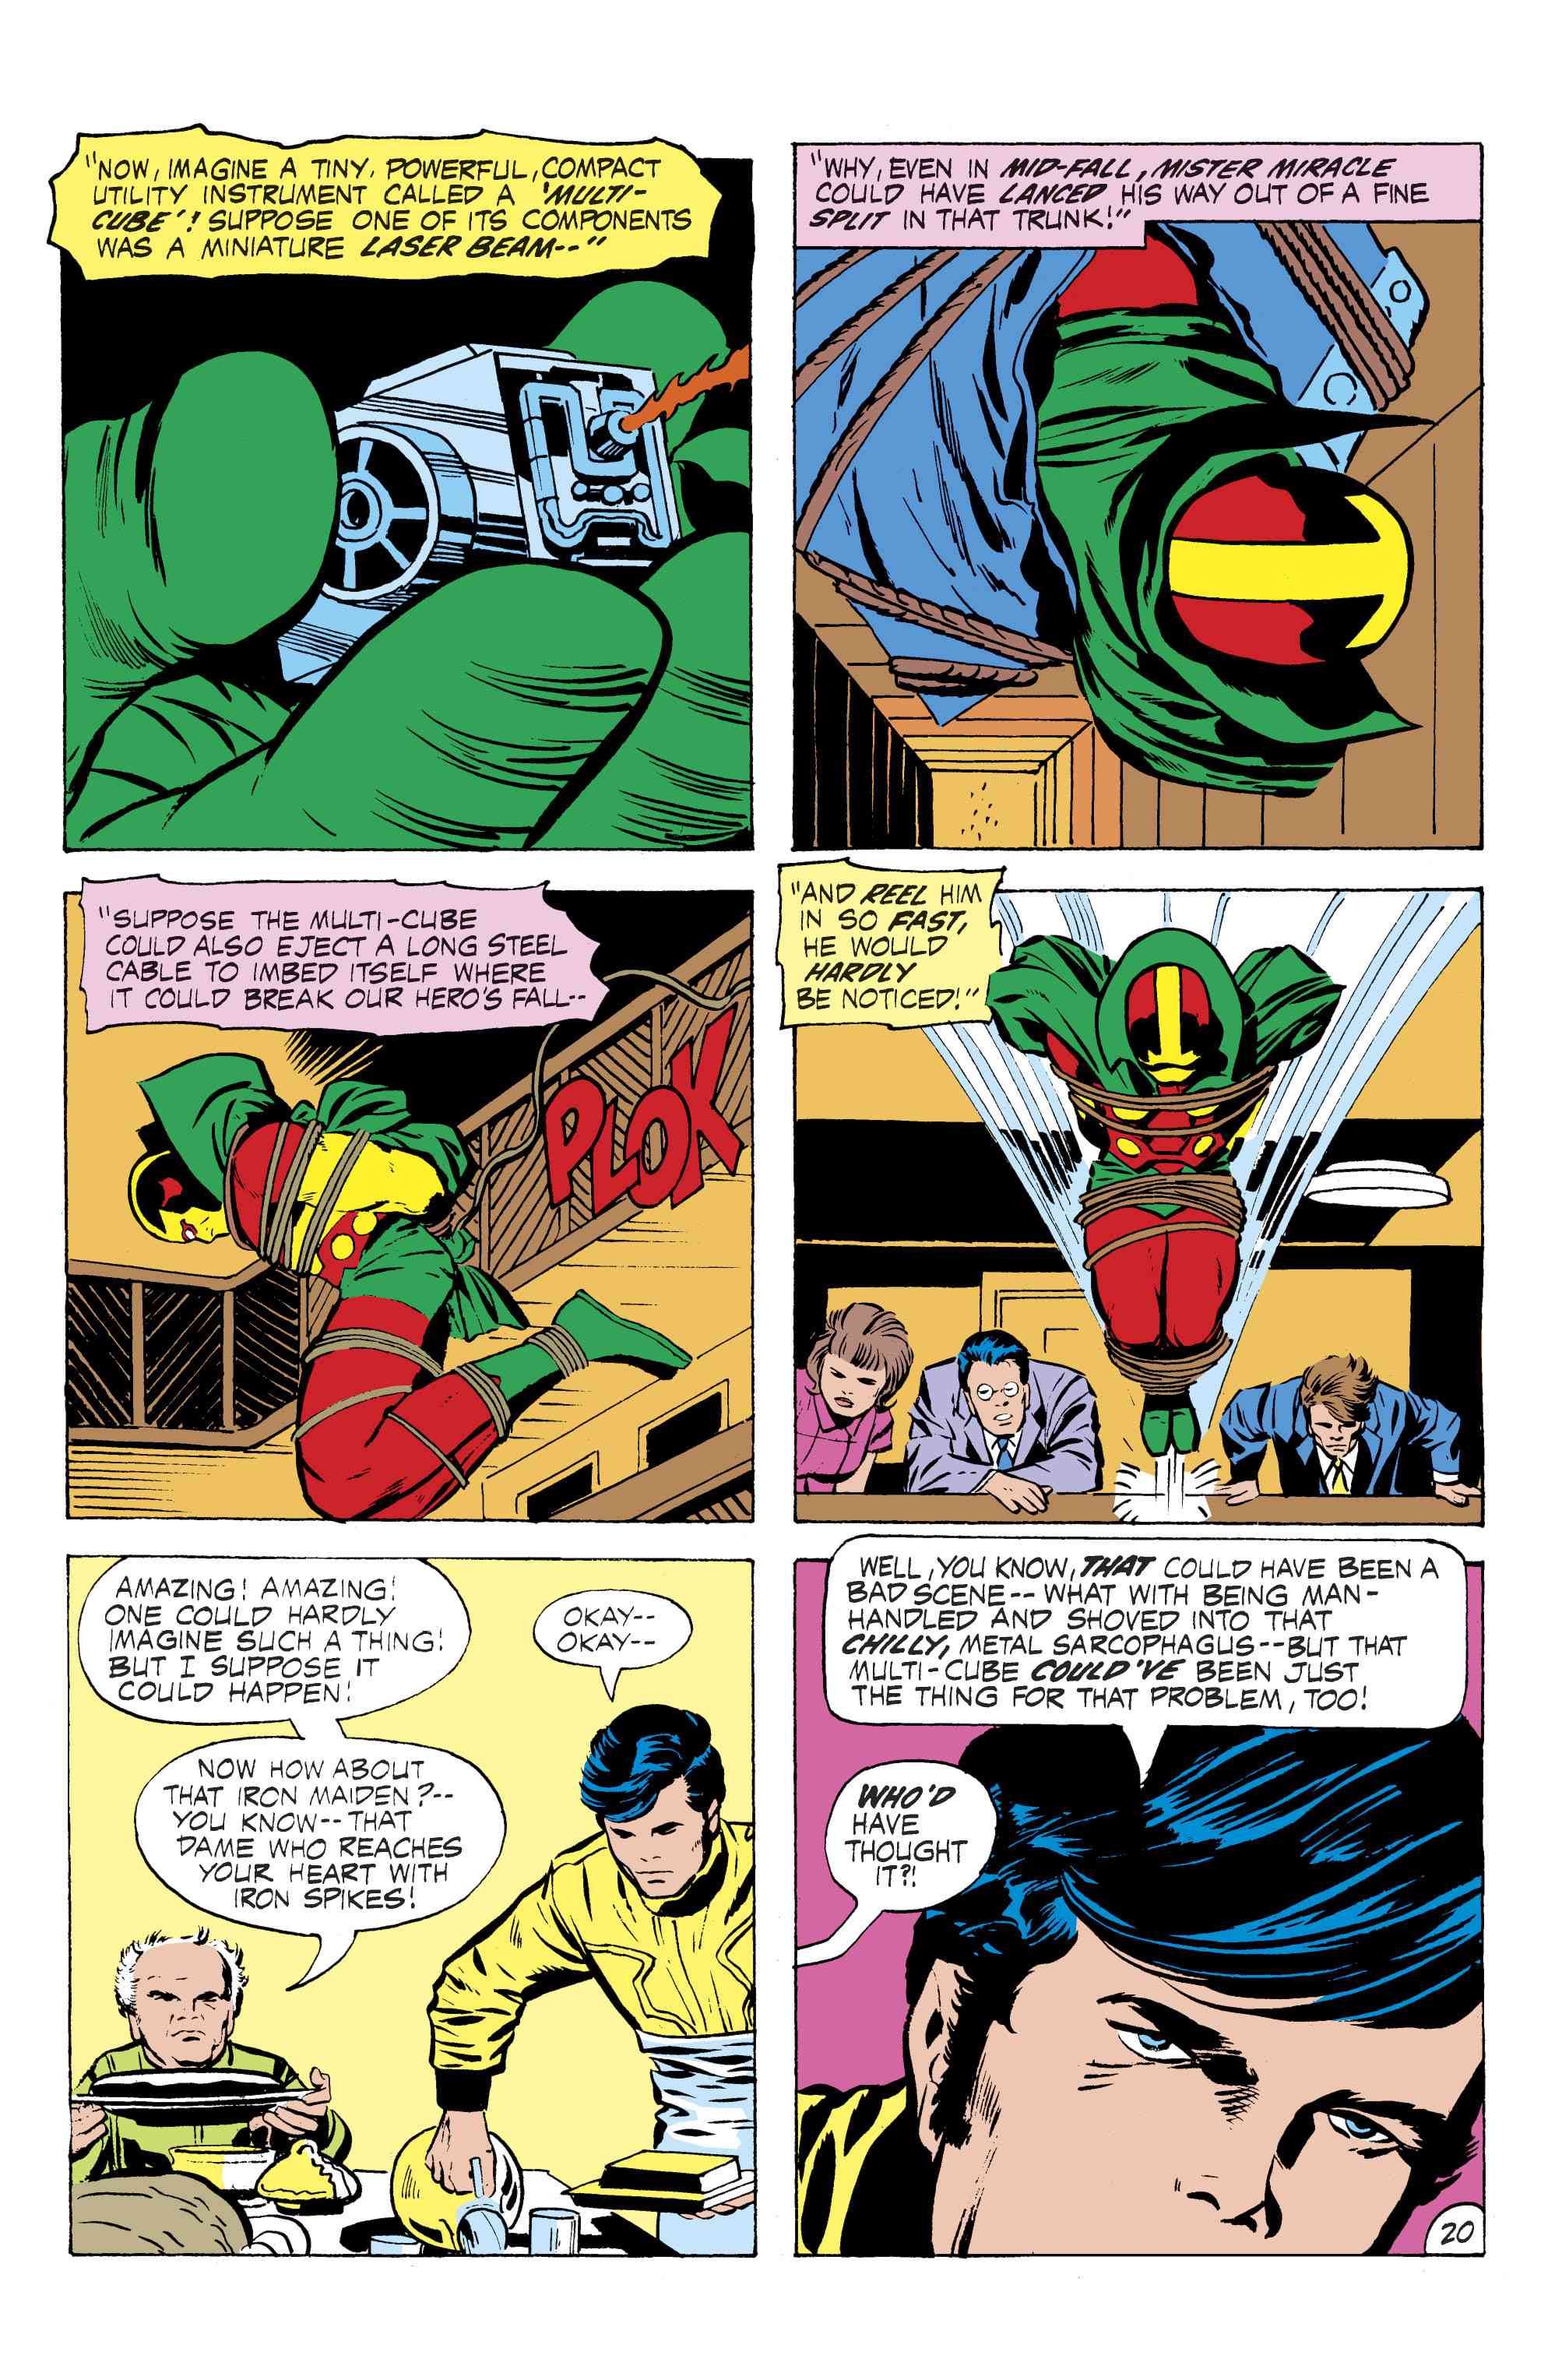 "NOW, IMAGINE A TINY, POWERFUL, COMPACT
UTILITY INSTRUMENT CALLED A 'MULTI-
CUBE'! SUPPOSE ONE OF ITS COMPONENTS
WAS A MINIATURE LASER BEAM--"
"WHY, EVEN IN MID-FALL, MISTER MIRACLE
COULD HAVE LANCED HIS WAY OUT OF A FINE
SPLIT IN THAT TRUNK!"
"SUPPOSE THE MULTI-CUBE
COULD ALSO EJECT A LONG STEEL
CABLE TO IMBED ITSELF WHERE
IT COULD BREAK OUR HERO'S FALL--
PLOK
"AND REEL HIM
IN SO FAST,
HE WOULD
HARDLY
BE NOTICED!"
AMAZING! AMAZING!
ONE COULD HARDLY
IMAGINE SUCH A THING!
BUT I SUPPOSE IT
COULD HAPPEN!
NOW HOW ABOUT
THAT IRON MAIDEN?--
YOU KNOW--THAT
DAME WHO REACHES
YOUR HEART WITH
IRON SPIKES!
OKAY--
OKAY--
WELL, YOU KNOW, THAT COULD HAVE BEEN A
BAD SCENE--WHAT WITH BEING MAN-
HANDLED AND SHOVED INTO THAT
CHILLY, METAL SARCOPHAGUS--BUT THAT
MULTI-CUBE COULD'VE BEEN JUST
THE THING FOR THAT PROBLEM, TOO!
WHO'D
HAVE
THOUGHT
IT?!
20